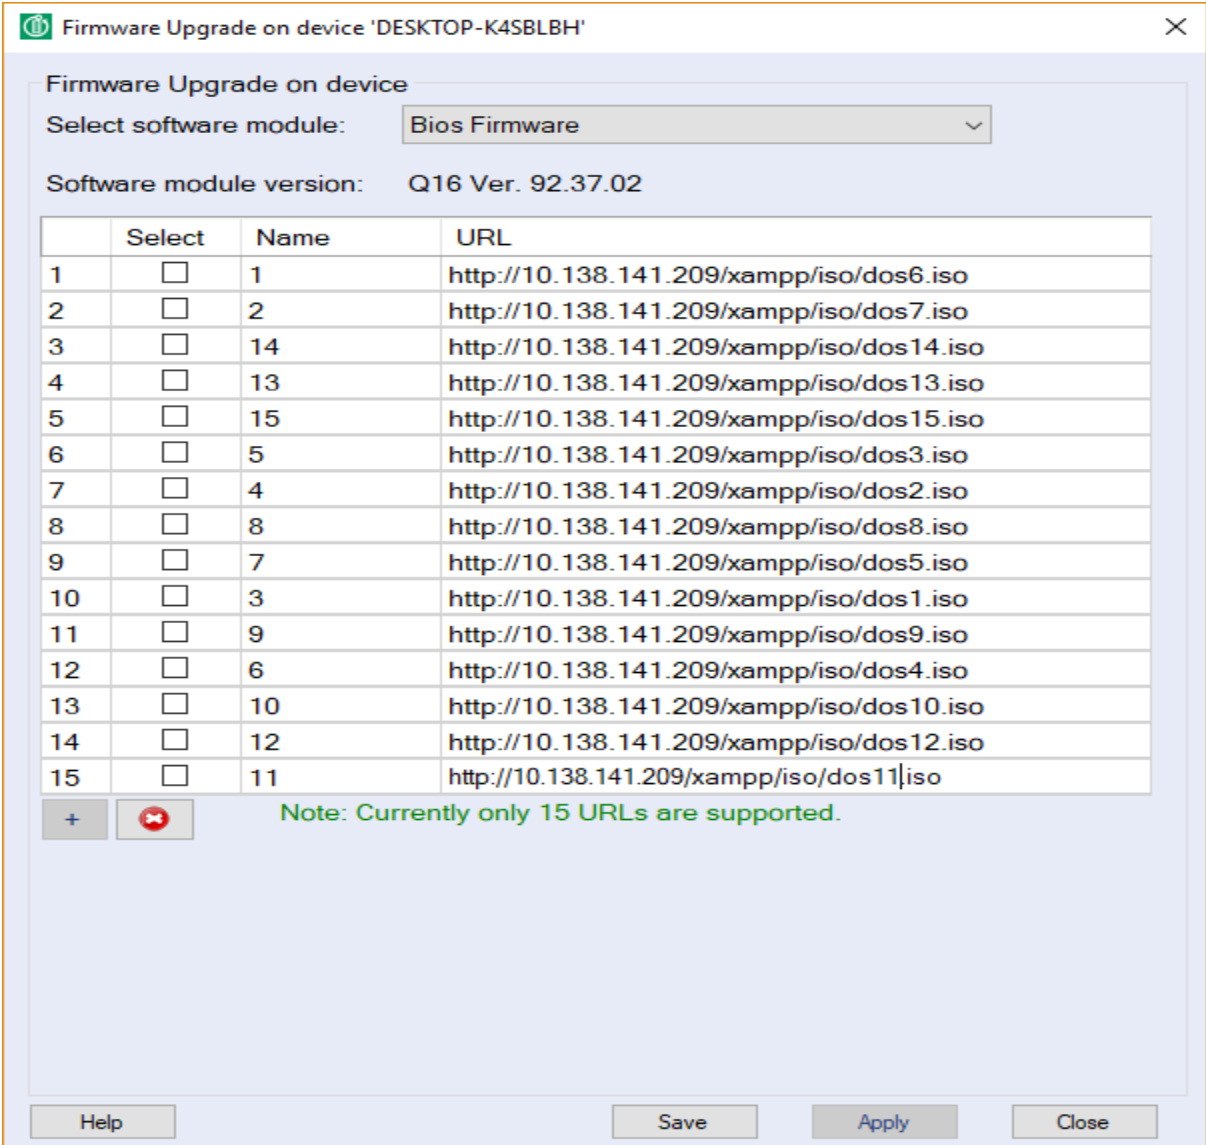 Firmware Upgrade on device 'DESKTOP-K4SBLBH'
Firmware Upgrade on device
Select software module: Bios Firmware
Software module version: Q16 Ver. 92.37.02
Select Name URL
1 1 http://10.138.141.209/xampp/iso/dos6.iso
2 2 http://10.138.141.209/xampp/iso/dos7.iso
3 14 http://10.138.141.209/xampp/iso/dos14.iso
4 13 http://10.138.141.209/xampp/iso/dos13.iso
5 15 http://10.138.141.209/xampp/iso/dos15.iso
6 5 http://10.138.141.209/xampp/iso/dos3.iso
7 4 http://10.138.141.209/xampp/iso/dos2.iso
8 8 http://10.138.141.209/xampp/iso/dos8.iso
9 7 http://10.138.141.209/xampp/iso/dos5.iso
10 3 http://10.138.141.209/xampp/iso/dos1.iso
11 9 http://10.138.141.209/xampp/iso/dos9.iso
12 6 http://10.138.141.209/xampp/iso/dos4.iso
13 10 http://10.138.141.209/xampp/iso/dos10.iso
14 12 http://10.138.141.209/xampp/iso/dos12.iso
15 11 http://10.138.141.209/xampp/iso/dos11.iso
+ Note: Currently only 15 URLs are supported.
Help Save Apply Close